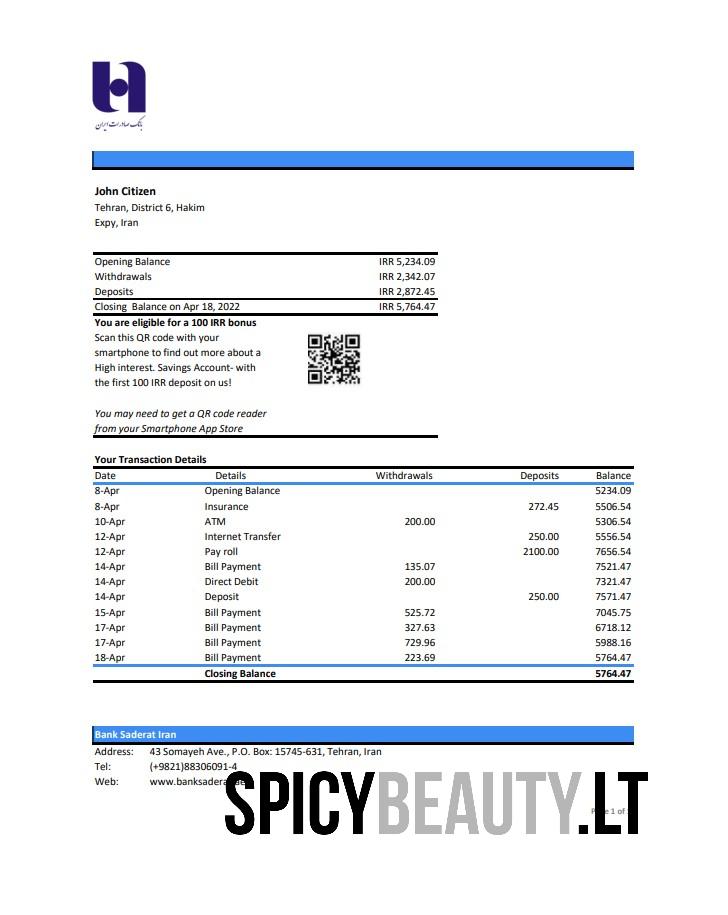 بانک صادرات ایران
John Citizen
Tehran, District 6, Hakim
Expy, Iran
Opening Balance IRR 5,234.09
Withdrawals IRR 2,342.07
Deposits IRR 2,872.45
Closing Balance on Apr 18, 2022 IRR 5,764.47
You are eligible for a 100 IRR bonus
Scan this QR code with your
smartphone to find out more about a
High interest. Savings Account- with
the first 100 IRR deposit on us!
You may need to get a QR code reader
from your Smartphone App Store
Your Transaction Details
Date Details Withdrawals Deposits Balance
8-Apr Opening Balance 5234.09
8-Apr Insurance 272.45 5506.54
10-Apr ATM 200.00 5306.54
12-Apr Internet Transfer 250.00 5556.54
12-Apr Pay roll 2100.00 7656.54
14-Apr Bill Payment 135.07 7521.47
14-Apr Direct Debit 200.00 7321.47
14-Apr Deposit 250.00 7571.47
15-Apr Bill Payment 525.72 7045.75
17-Apr Bill Payment 327.63 6718.12
17-Apr Bill Payment 729.96 5988.16
18-Apr Bill Payment 223.69 5764.47
Closing Balance 5764.47
Bank Saderat Iran
Address: 43 Somayeh Ave., P.O. Box: 15745-631, Tehran, Iran
Tel: (+9821)88306091-4
Web:
SPICYBEAUTY.LT
1 of